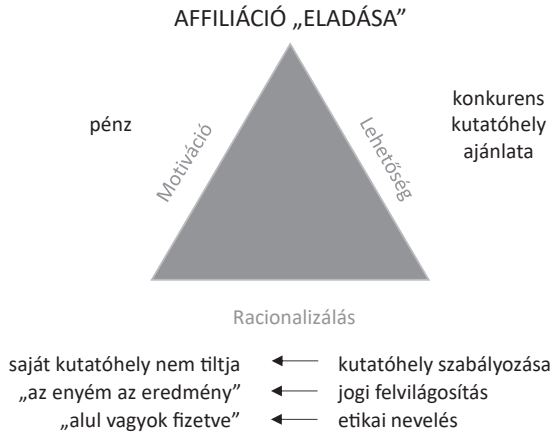 AFFILIÁCIÓ „ELADÁSA”
pénz
Motiváció
Lehetőség
konkurens
kutatóhely
ajánlata
Racionalizálás
saját kutatóhely nem tiltja
kutatóhely szabályozása
„az enyém az eredmény”
jogi felvilágosítás
„alul vagyok fizetve”
etikai nevelés